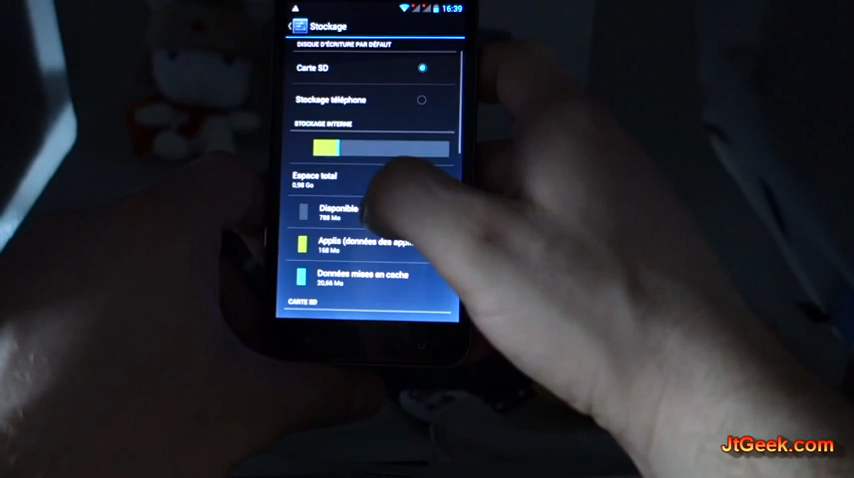 16:39
Stockage
DISQUE D'ÉCRITURE PAR DÉFAUT
Carte SD
Stockage téléphone
STOCKAGE INTERNE
Espace total
0,98 Go
Disponible
788 Mo
Applis (données des appli
168 Mo
Données mises en cache
20,66 Mo
CARTE SD
JtGeek.com